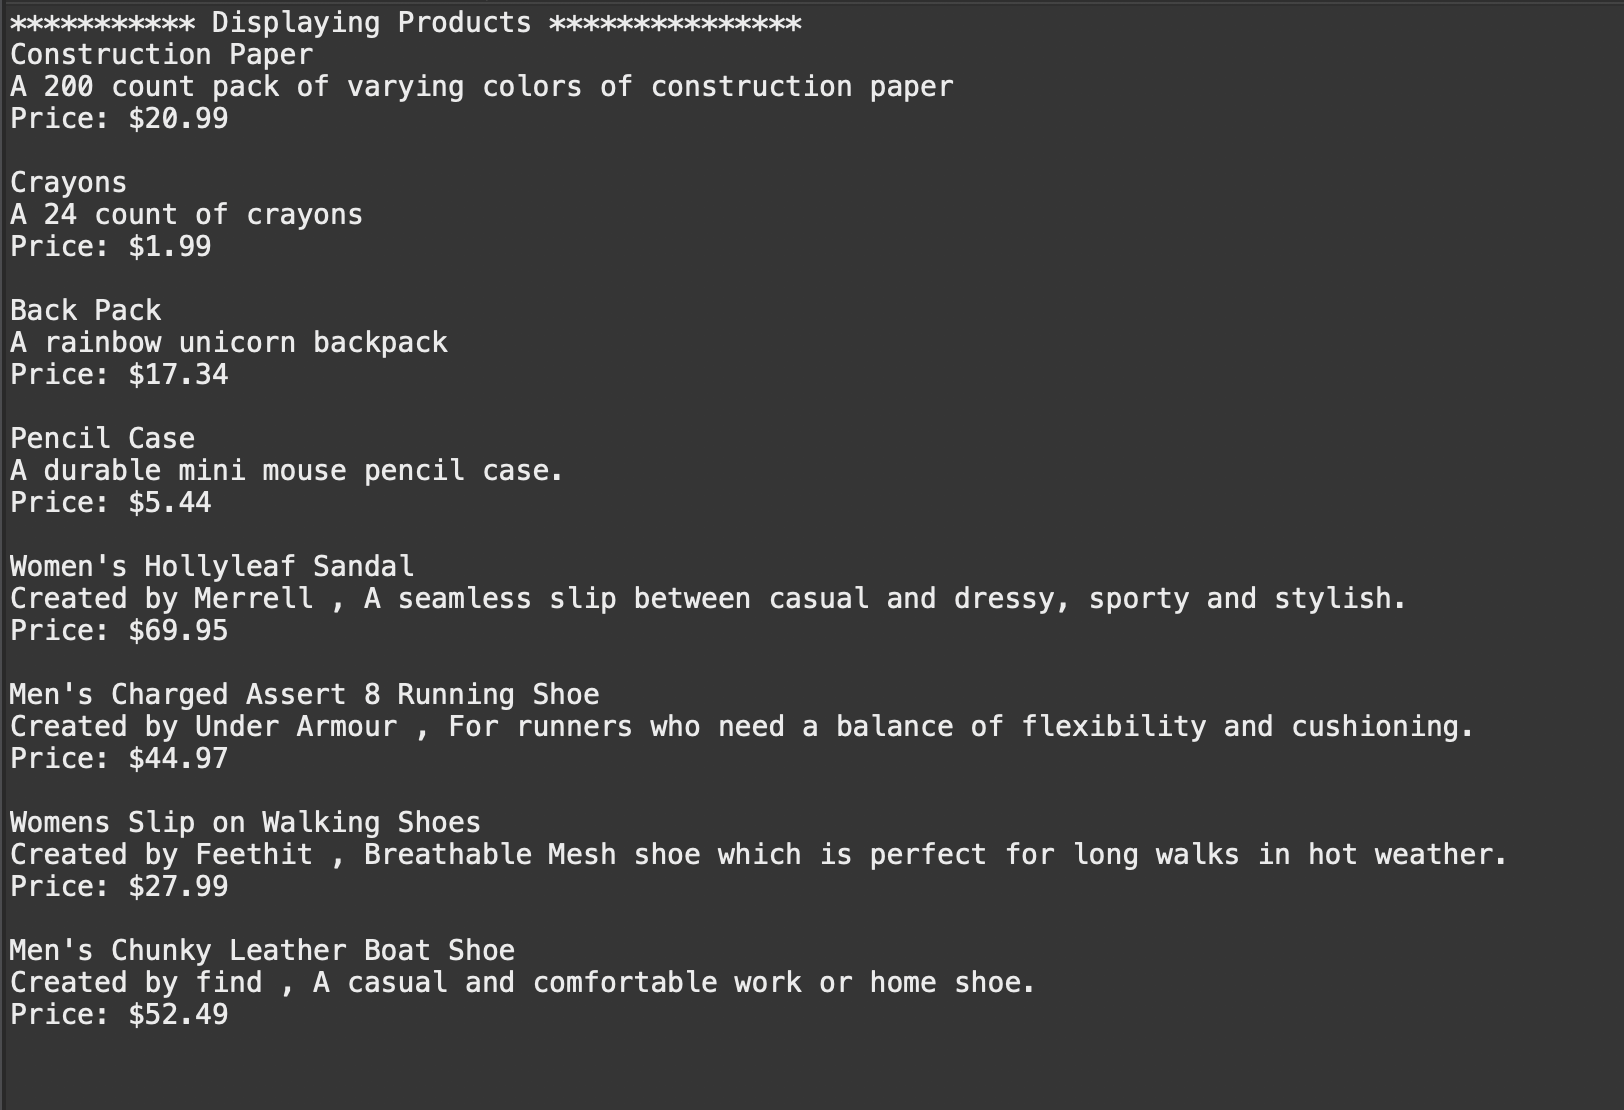 *********** Displaying Products ***************
Construction Paper
A 200 count pack of varying colors of construction paper
Price: $20.99

Crayons
A 24 count of crayons
Price: $1.99

Back Pack
A rainbow unicorn backpack
Price: $17.34

Pencil Case
A durable mini mouse pencil case.
Price: $5.44

Women's Hollyleaf Sandal
Created by Merrell , A seamless slip between casual and dressy, sporty and stylish.
Price: $69.95

Men's Charged Assert 8 Running Shoe
Created by Under Armour , For runners who need a balance of flexibility and cushioning.
Price: $44.97

Womens Slip on Walking Shoes
Created by Feethit , Breathable Mesh shoe which is perfect for long walks in hot weather.
Price: $27.99

Men's Chunky Leather Boat Shoe
Created by find , A casual and comfortable work or home shoe.
Price: $52.49